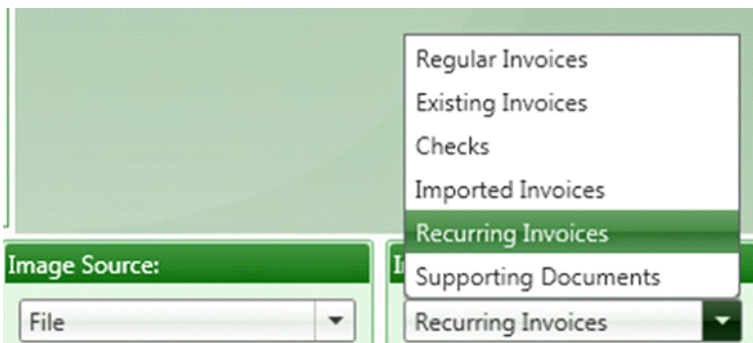 Regular Invoices
Existing Invoices
Checks
Imported Invoices
Recurring Invoices
Supporting Documents
Image Source:
File
Recurring Invoices